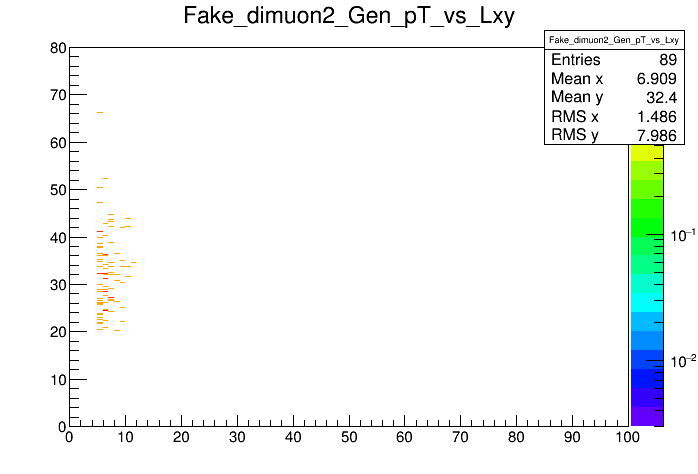 Fake_dimuon2_Gen_pT_vs_Lxy
Fake_dimuon2_Gen_pT_vs_Lxy
Entries 89
Mean x 6.909
Mean y 32.4
RMS x 1.486
RMS y 7.986
80
70
60
50
40
30
20
10
0
10⁻¹
10⁻²
0 10 20 30 40 50 60 70 80 90 100